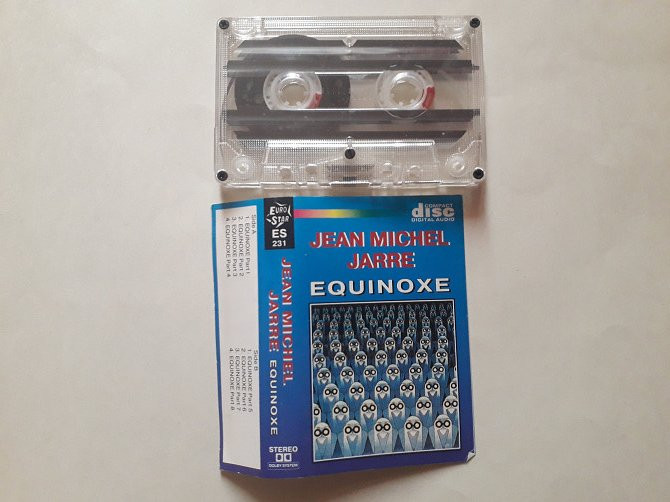 Side A
1. EQUINOXE Part 1
2. EQUINOXE Part 2
3. EQUINOXE Part 3
4. EQUINOXE Part 4
Side B
1. EQUINOXE Part 5
2. EQUINOXE Part 6
3. EQUINOXE Part 7
4. EQUINOXE Part 8
EURO
STAR
ES
231
JEAN MICHEL
JARRE EQUINOXE
STEREO
DOLBY SYSTEM
COMPACT
disc
DIGITAL AUDIO
JEAN MICHEL
JARRE
EQUINOXE